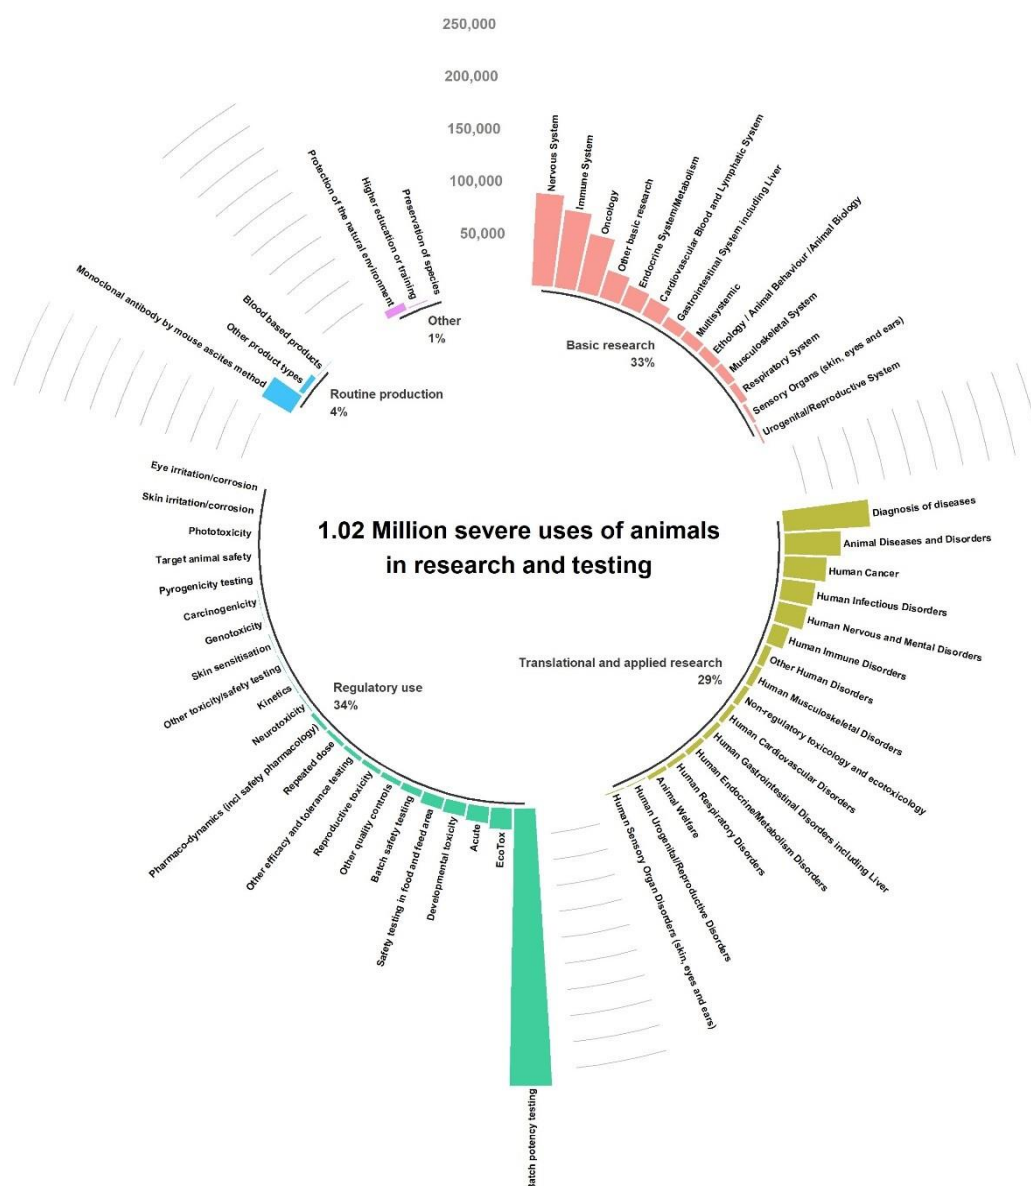 250,000
200,000
150,000
100,000
50,000
Nervous System
Immune System
Oncology
Other basic research
Endocrine System/Metabolism
Cardiovascular Blood and Lymphatic System
Gastrointestinal System including Liver
Multisystemic
Ethology / Animal Behaviour /Animal Biology
Musculoskeletal System
Respiratory System
Sensory Organs (skin, eyes and ears)
Urogenital/Reproductive System
Basic research
33%
Diagnosis of diseases
Animal Diseases and Disorders
Human Cancer
Human Infectious Disorders
Human Nervous and Mental Disorders
Human Immune Disorders
Other Human Disorders
Human Musculoskeletal Disorders
Non-regulatory toxicology and ecotoxicology
Human Cardiovascular Disorders
Human Gastrointestinal Disorders including Liver
Human Endocrine/Metabolism Disorders
Human Respiratory Disorders
Animal Welfare
Human Urogenital/Reproductive Disorders
Human Sensory Organ Disorders (skin, eyes and ears)
Translational and applied research
29%
Batch potency testing
EcoTox
Acute
Developmental toxicity
Safety testing in food and feed area
Batch safety testing
Other quality controls
Reproductive toxicity
Other efficacy and tolerance testing
Repeated dose
Pharmaco-dynamics (incl safety pharmacology)
Neurotoxicity
Kinetics
Other toxicity/safety testing
Skin sensitisation
Genotoxicity
Carcinogenicity
Pyrogenicity testing
Target animal safety
Phototoxicity
Skin irritation/corrosion
Eye irritation/corrosion
Regulatory use
34%
Monoclonal antibody by mouse ascites method
Other product types
Blood based products
Routine production
4%
Protection of the natural environment
Higher education or training
Preservation of species
Other
1%
1.02 Million severe uses of animals
in research and testing